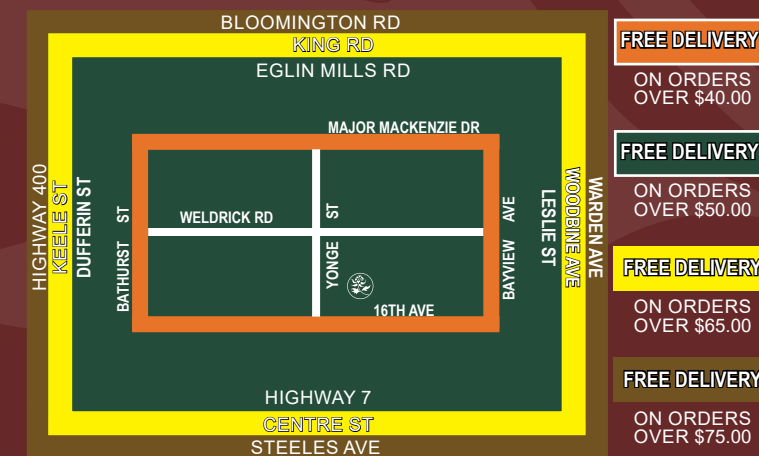 BLOOMINGTON RD
KING RD
EGLIN MILLS RD
MAJOR MACKENZIE DR
HIGHWAY 400
KEELE ST
DUFFERIN ST
BATHURST ST
WELDRICK RD
YONGE ST
16TH AVE
BAYVIEW AVE
LESLIE ST
WOODBINE AVE
WARDEN AVE
HIGHWAY 7
CENTRE ST
STEELES AVE
FREE DELIVERY
ON ORDERS
OVER $40.00
FREE DELIVERY
ON ORDERS
OVER $50.00
FREE DELIVERY
ON ORDERS
OVER $65.00
FREE DELIVERY
ON ORDERS
OVER $75.00